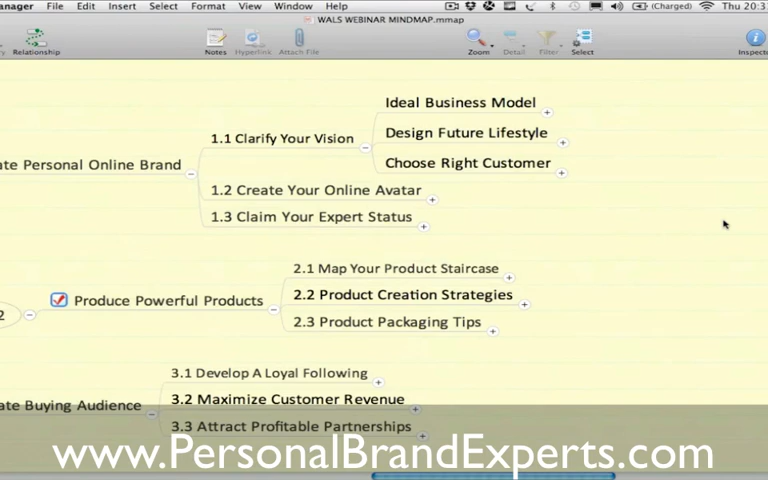 anager File Edit Insert Select Format View Window Help (Charged) Thu 20:3
WALS WEBINAR MINDMAP.mmap
Relationship Notes Hyperlink Attach File Zoom Detail Filter Select Inspect
Ideal Business Model
1.1 Clarify Your Vision
Design Future Lifestyle
Choose Right Customer
ate Personal Online Brand
1.2 Create Your Online Avatar
1.3 Claim Your Expert Status
2.1 Map Your Product Staircase
2 Produce Powerful Products
2.2 Product Creation Strategies
2.3 Product Packaging Tips
3.1 Develop A Loyal Following
ate Buying Audience
3.2 Maximize Customer Revenue
3.3 Attract Profitable Partnerships
www.PersonalBrandExperts.com